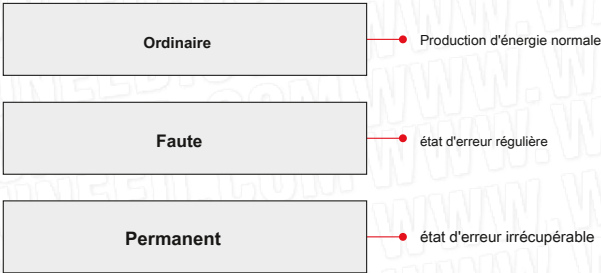 Ordinaire
Production d'énergie normale
Faute
état d'erreur régulière
Permanent
état d'erreur irrécupérable